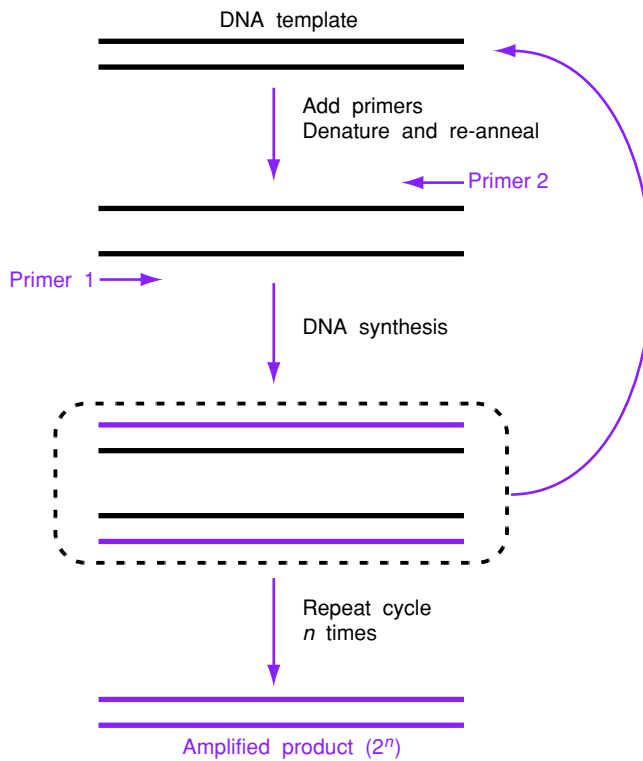 DNA template
Add primers
Denature and re-anneal
Primer 2
Primer 1
DNA synthesis
Repeat cycle
n times
Amplified product (2ⁿ)